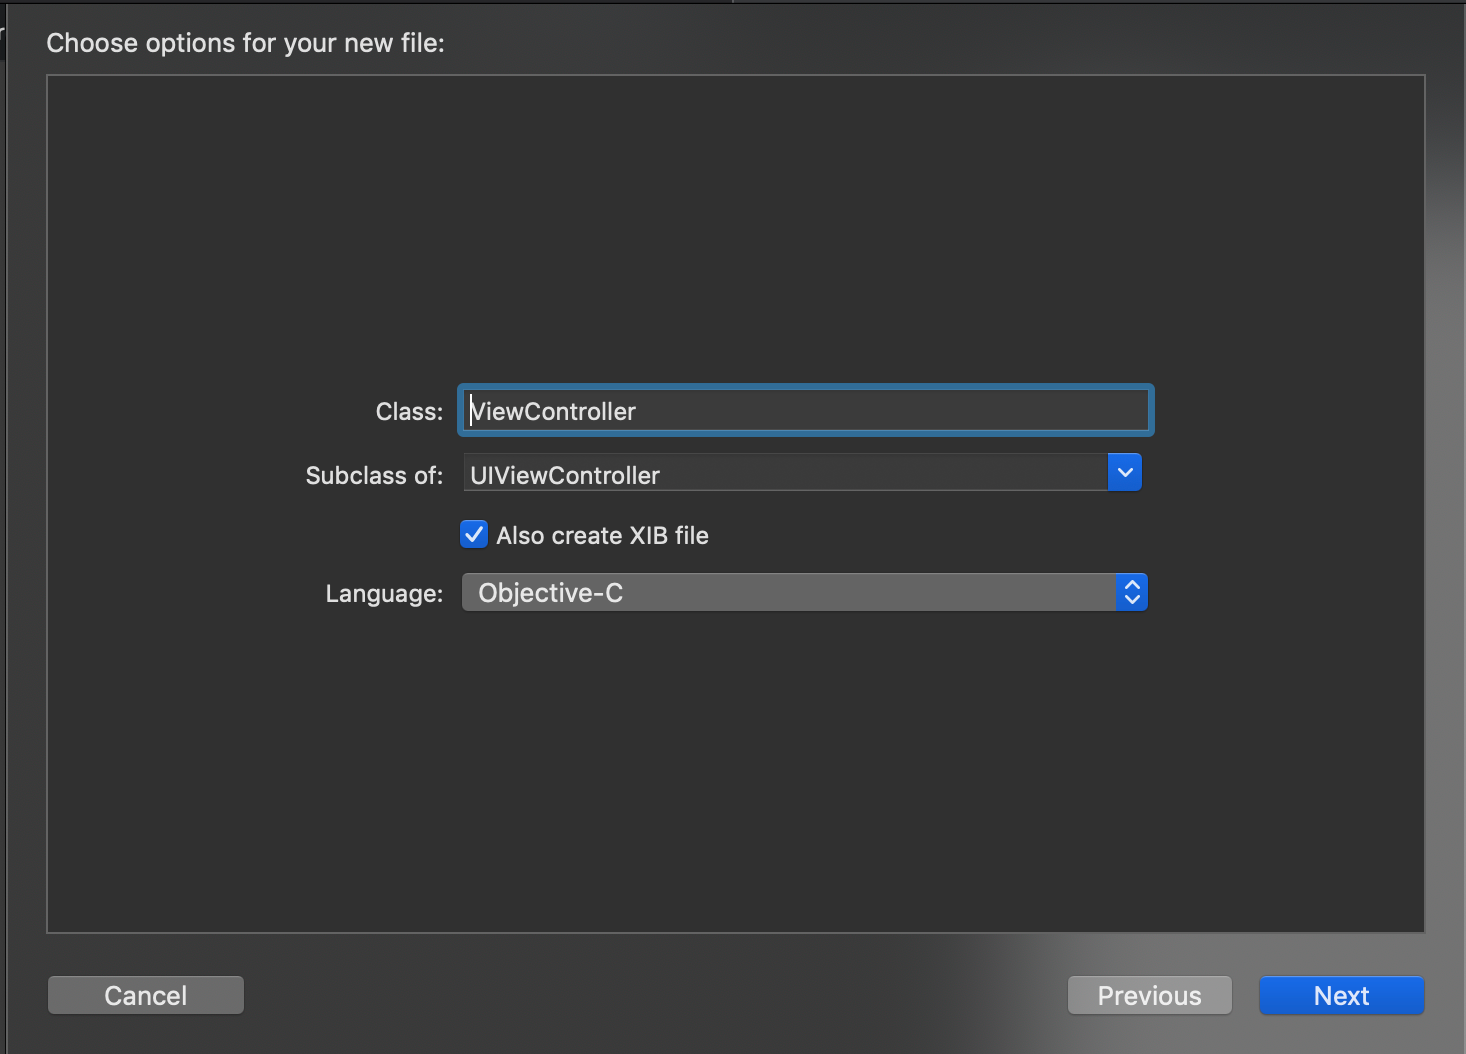 Choose options for your new file:
Class: ViewController
Subclass of: UIViewController
Also create XIB file
Language: Objective-C
Cancel Previous Next